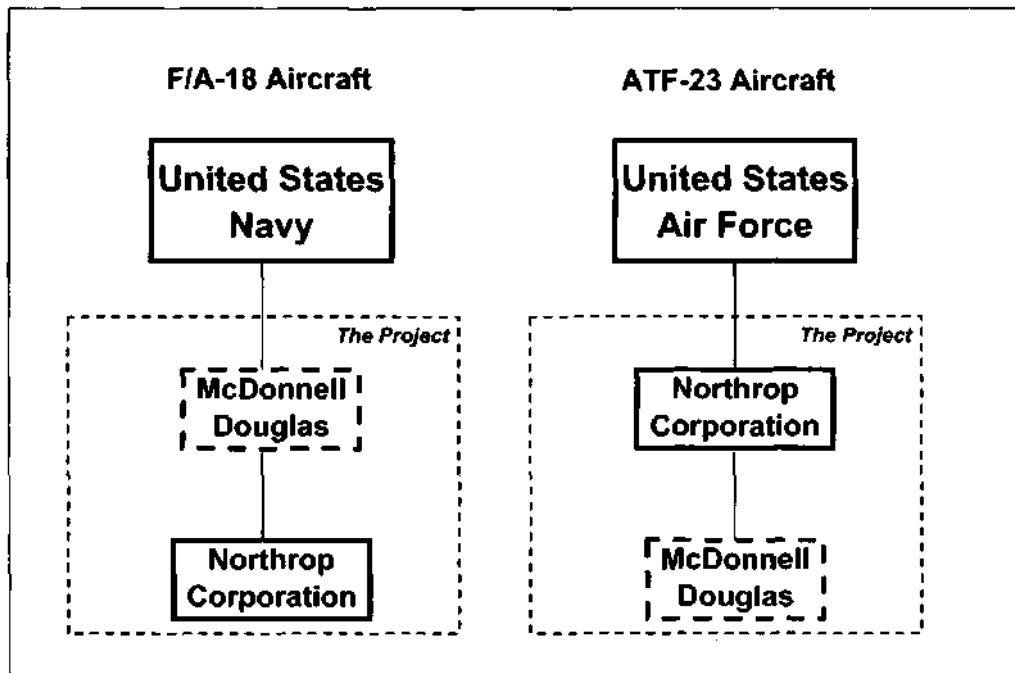 F/A-18 Aircraft
United States
Navy
The Project
McDonnell
Douglas
Northrop
Corporation
ATF-23 Aircraft
United States
Air Force
The Project
Northrop
Corporation
McDonnell
Douglas